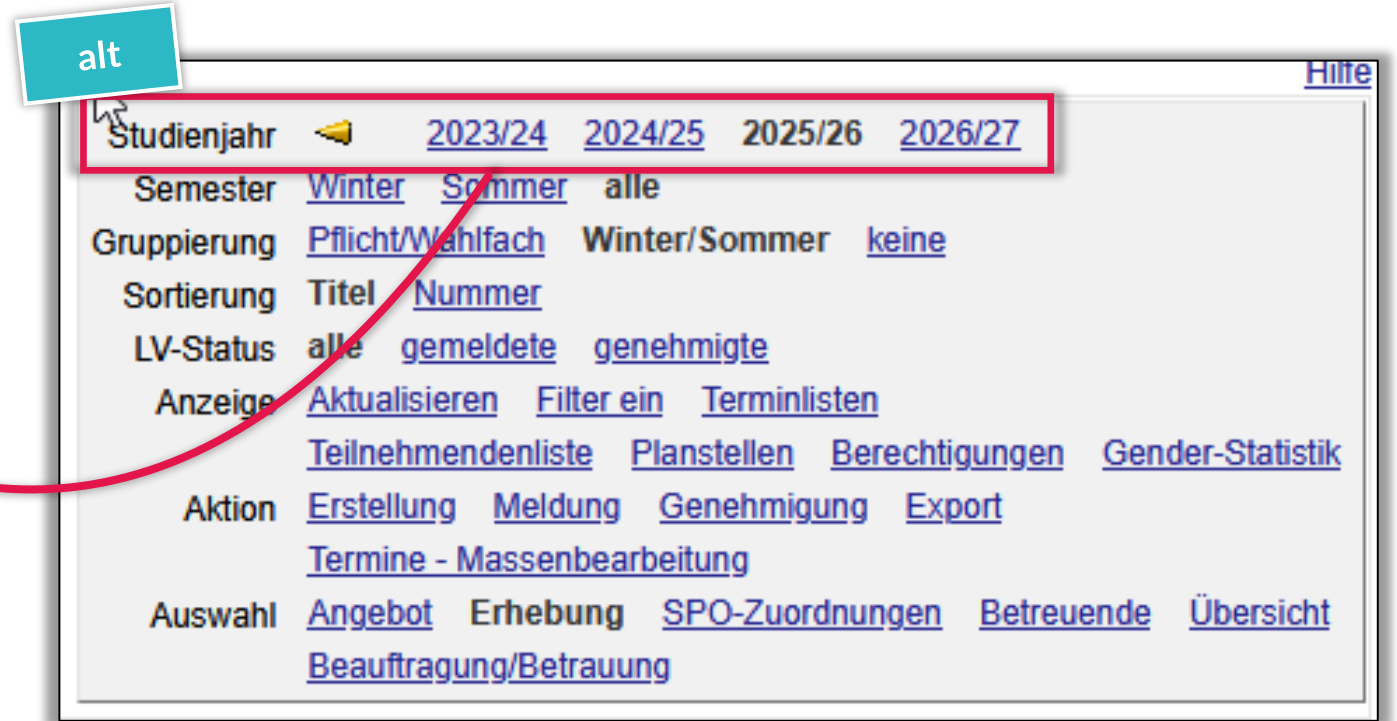 alt
Hilfe
Studienjahr 2023/24 2024/25 2025/26 2026/27
Semester Winter Sommer alle
Gruppierung Pflicht/Wahlfach Winter/Sommer keine
Sortierung Titel Nummer
LV-Status alle gemeldete genehmigte
Anzeige Aktualisieren Filter ein Terminlisten
Teilnehmendenliste Planstellen Berechtigungen Gender-Statistik
Aktion Erstellung Meldung Genehmigung Export
Termine - Massenbearbeitung
Auswahl Angebot Erhebung SPO-Zuordnungen Betreuende Übersicht
Beauftragung/Betrauung